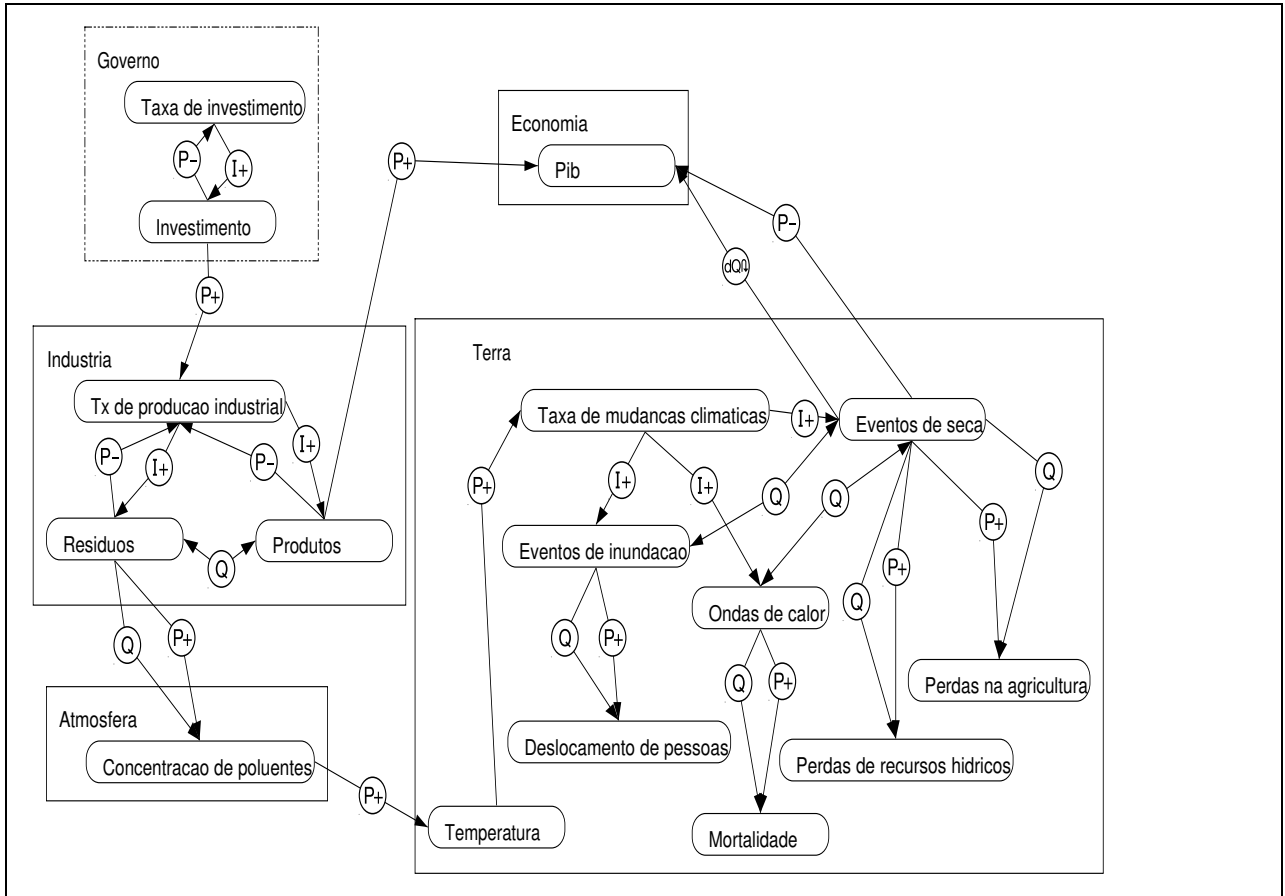 Governo
Taxa de investimento
P-
I+
Investimento
P+
Economia
Pib
P+
P-
dQ
Industria
Tx de producao industrial
P-
I+
P-
I+
Residuos
Q
Produtos
Q
P+
Atmosfera
Concentracao de poluentes
P+
Terra
Taxa de mudancas climaticas
I+
Eventos de seca
P+
I+
I+
Q
Q
Q
P+
Eventos de inundacao
P+
Q
Ondas de calor
Q
P+
Q
P+
Perdas na agricultura
Deslocamento de pessoas
Perdas de recursos hidricos
Temperatura
Mortalidade